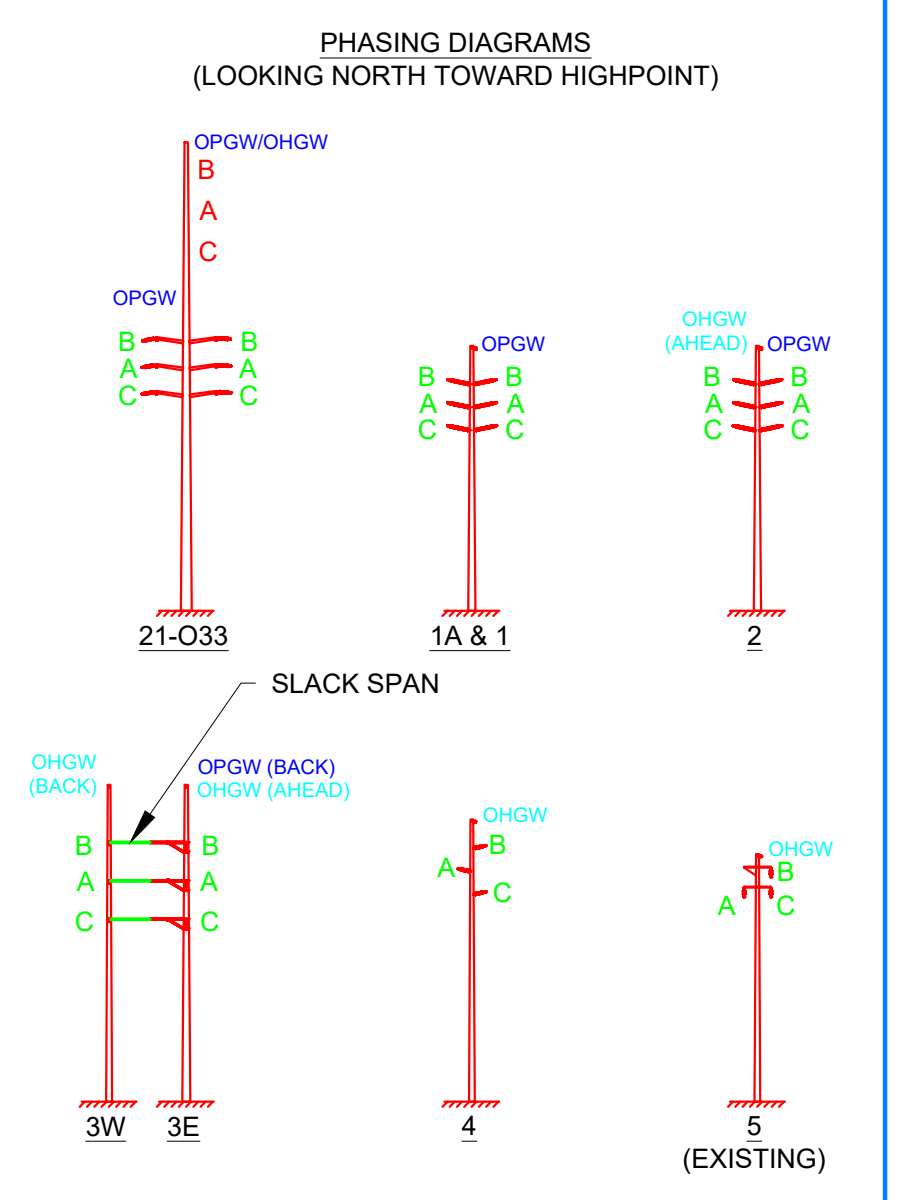 PHASING DIAGRAMS
(LOOKING NORTH TOWARD HIGHPOINT)
OPGW/OHGW
B
A
C
OPGW
B B
A A
C C
21-O33
OPGW
B B
A A
C C
1A & 1
OHGW
(AHEAD) OPGW
B B
A A
C C
2
SLACK SPAN
OHGW
(BACK)
OPGW (BACK)
OHGW (AHEAD)
B B
A A
C C
3W 3E
OHGW
B
A
C
4
OHGW
B
A C
5
(EXISTING)